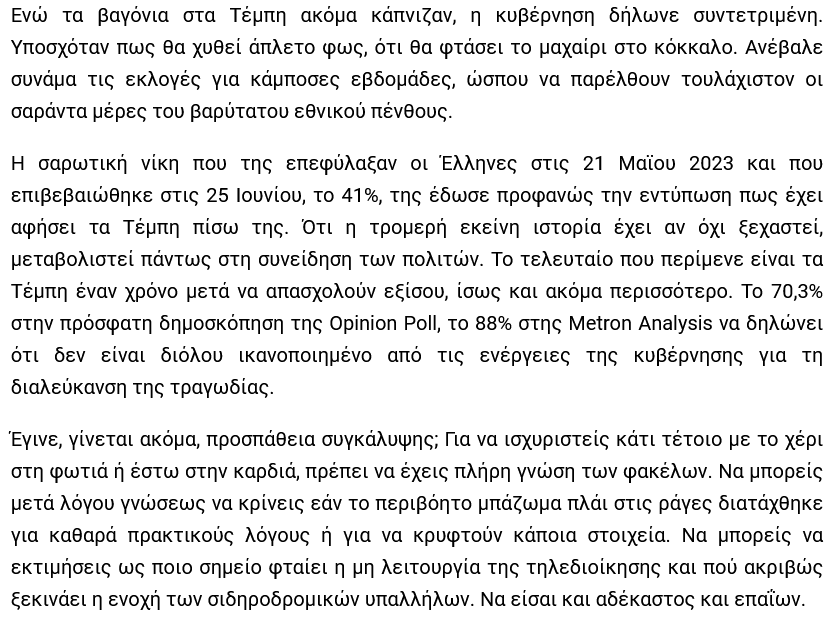 Ενώ τα βαγόνια στα Τέμπη ακόμα κάπνιζαν, η κυβέρνηση δήλωνε συντετριμένη.
Υποσχόταν πως θα χυθεί άπλετο φως, ότι θα φτάσει το μαχαίρι στο κόκκαλο. Ανέβαλε
συνάμα τις εκλογές για κάμποσες εβδομάδες, ώσπου να παρέλθουν τουλάχιστον οι
σαράντα μέρες του βαρύτατου εθνικού πένθους.
Η σαρωτική νίκη που της επεφύλαξαν οι Έλληνες στις 21 Μαϊου 2023 και που
επιβεβαιώθηκε στις 25 Ιουνίου, το 41%, της έδωσε προφανώς την εντύπωση πως έχει
αφήσει τα Τέμπη πίσω της. Ότι η τρομερή εκείνη ιστορία έχει αν όχι ξεχαστεί,
μεταβολιστεί πάντως στη συνείδηση των πολιτών. Το τελευταίο που περίμενε είναι τα
Τέμπη έναν χρόνο μετά να απασχολούν εξίσου, ίσως και ακόμα περισσότερο. Το 70,3%
στην πρόσφατη δημοσκόπηση της Opinion Poll, το 88% στης Metron Analysis να δηλώνει
ότι δεν είναι διόλου ικανοποιημένο από τις ενέργειες της κυβέρνησης για τη
διαλεύκανση της τραγωδίας.
Έγινε, γίνεται ακόμα, προσπάθεια συγκάλυψης; Για να ισχυριστείς κάτι τέτοιο με το χέρι
στη φωτιά ή έστω στην καρδιά, πρέπει να έχεις πλήρη γνώση των φακέλων. Να μπορείς
μετά λόγου γνώσεως να κρίνεις εάν το περιβόητο μπάζωμα πλάι στις ράγες διατάχθηκε
για καθαρά πρακτικούς λόγους ή για να κρυφτούν κάποια στοιχεία. Να μπορείς να
εκτιμήσεις ως ποιο σημείο φταίει η μη λειτουργία της τηλεδιοίκησης και πού ακριβώς
ξεκινάει η ενοχή των σιδηροδρομικών υπαλλήλων. Να είσαι και αδέκαστος και επαΐων.